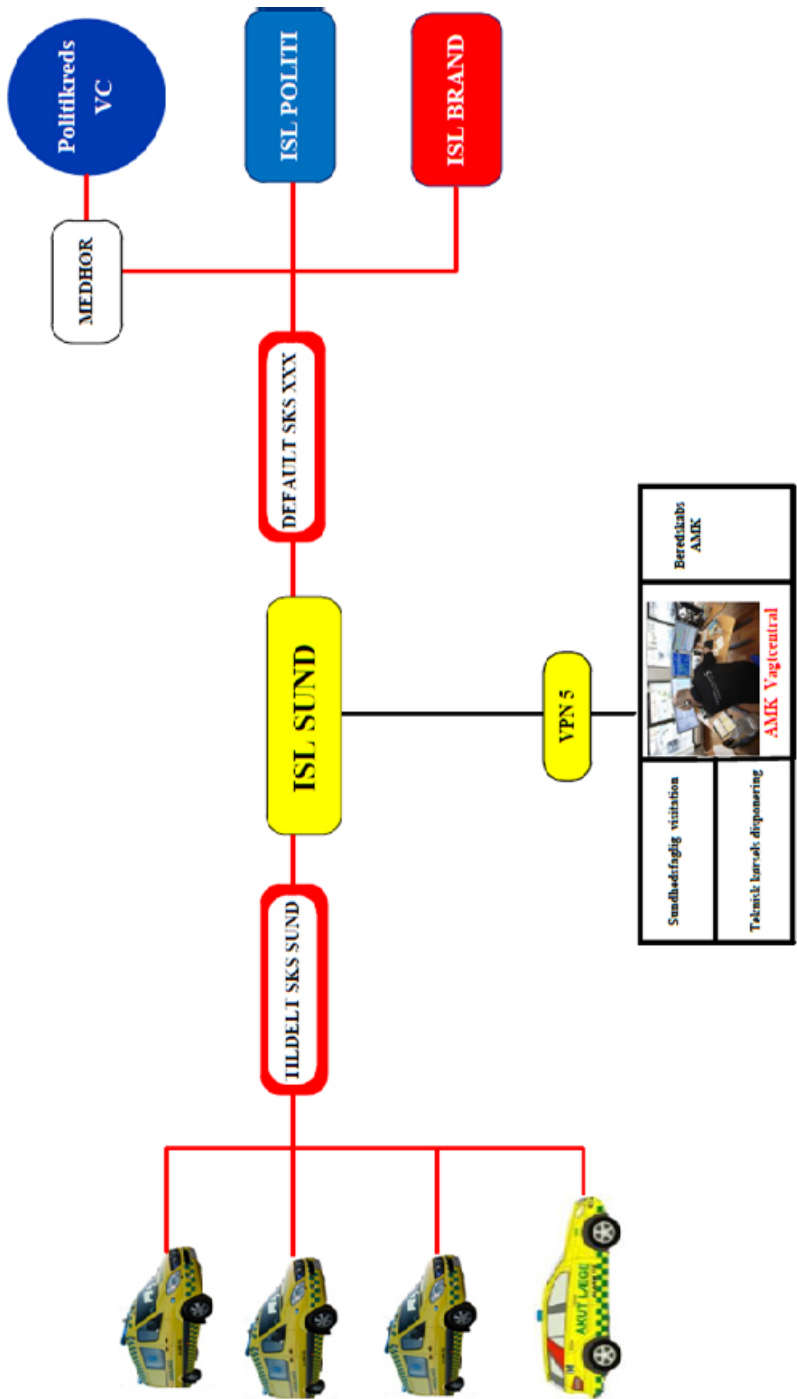 Politikreds
VC
MEDHOR
TILDELT SKS SUND
ISL SUND
DEFAULT SKS XXX
ISL POLITI
ISL BRAND
AKUT LÆGE
VPN 5
Sundhedsfaglig visitation
Teknisk kørsels disponering
AMK Vagtcentral
Beredskabs
AMK